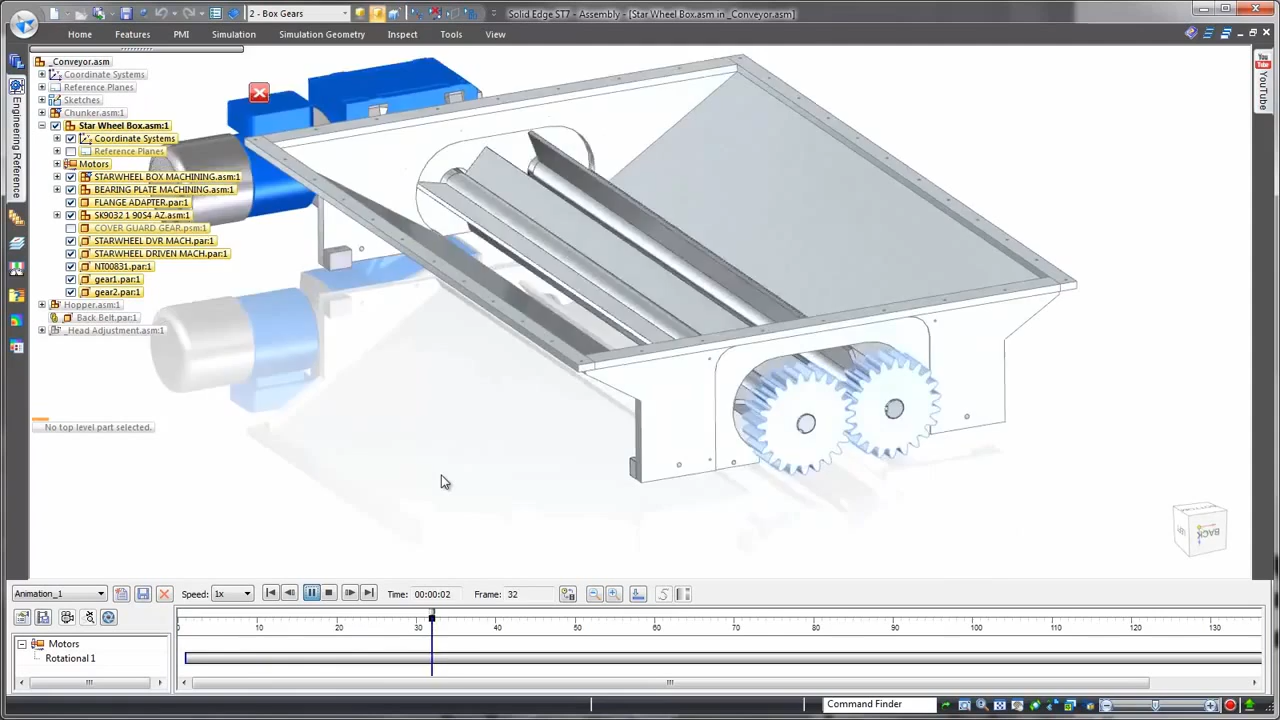 2 - Box Gears
Solid Edge ST7 - Assembly - [Star Wheel Box.asm in _Conveyor.asm]
Home Features PMI Simulation Simulation Geometry Inspect Tools View
_Conveyor.asm
Coordinate Systems
Reference Planes
Sketches
Chunker.asm:1
Star Wheel Box.asm:1
Coordinate Systems
Reference Planes
Motors
STARWHEEL BOX MACHINING.asm:1
BEARING PLATE MACHINING.asm:1
FLANGE ADAPTER.par:1
SK9032 1 90S4 AZ.asm:1
COVER GUARD GEAR.psm:1
STARWHEEL DVR MACH.par:1
STARWHEEL DRIVEN MACH.par:1
NT00831.par:1
gear1.par:1
gear2.par:1
Hopper.asm:1
Back Belt.par:1
_Head Adjustment.asm:1
No top level part selected.
Engineering Reference
You Tube
YouTube
BACK
Animation_1
Speed: 1x
Time: 00:00:02
Frame: 32
0 10 20 30 40 50 60 70 80 90 100 110 120 130
Motors
Rotational 1
Command Finder